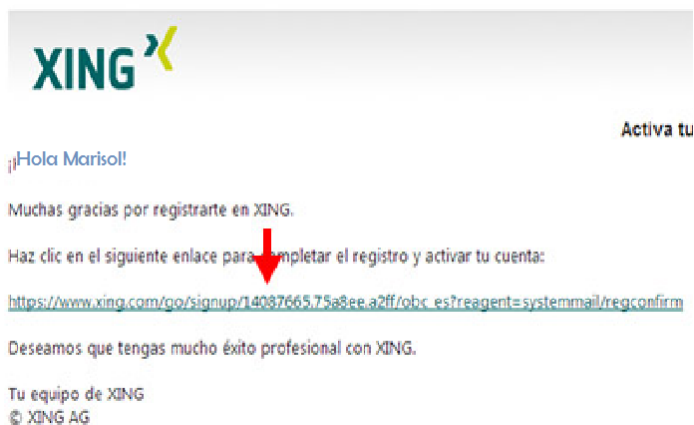 XING
Activa tu
¡Hola Marisol!
Muchas gracias por registrarte en XING.
Haz clic en el siguiente enlace para completar el registro y activar tu cuenta:
https://www.xing.com/go/signup/14087665.75a8ee.a2ff/obc_es?reagent=systemmail/regconfirm
Deseamos que tengas mucho éxito profesional con XING.
Tu equipo de XING
© XING AG